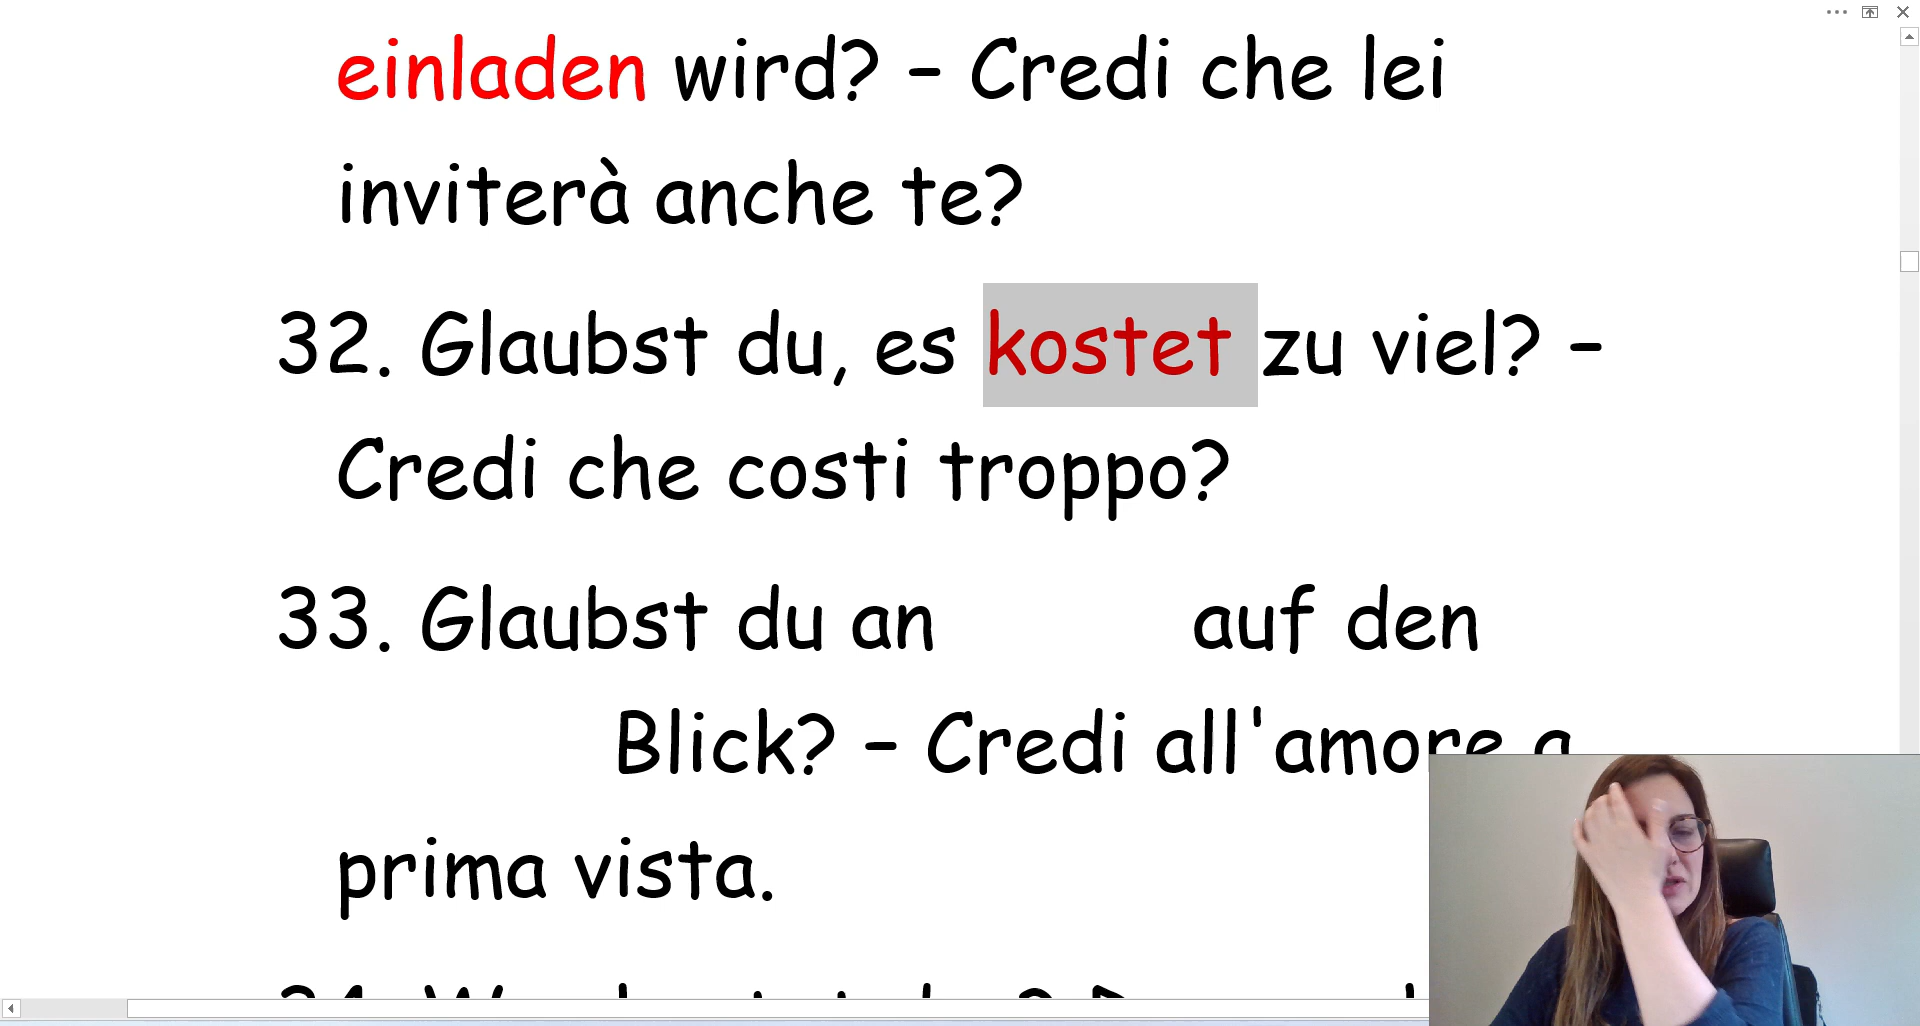 einladen wird? – Credi che lei
inviterà anche te?
32. Glaubst du, es kostet zu viel? –
Credi che costi troppo?
33. Glaubst du an auf den
Blick? – Credi all'amore a
prima vista.